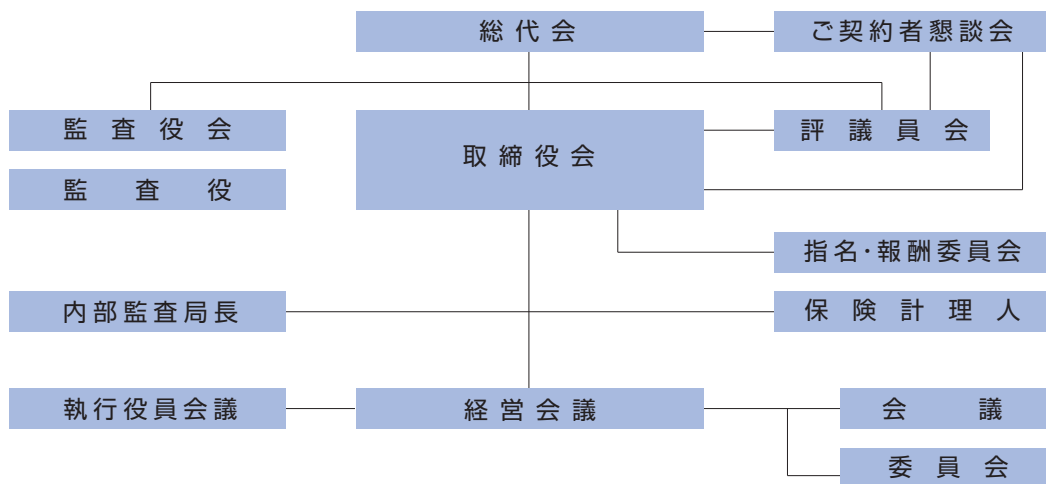 総代会
ご契約者懇談会
監査役会
取締役会
評議員会
監査役
指名・報酬委員会
内部監査局長
保険計理人
執行役員会議
経営会議
会議
委員会